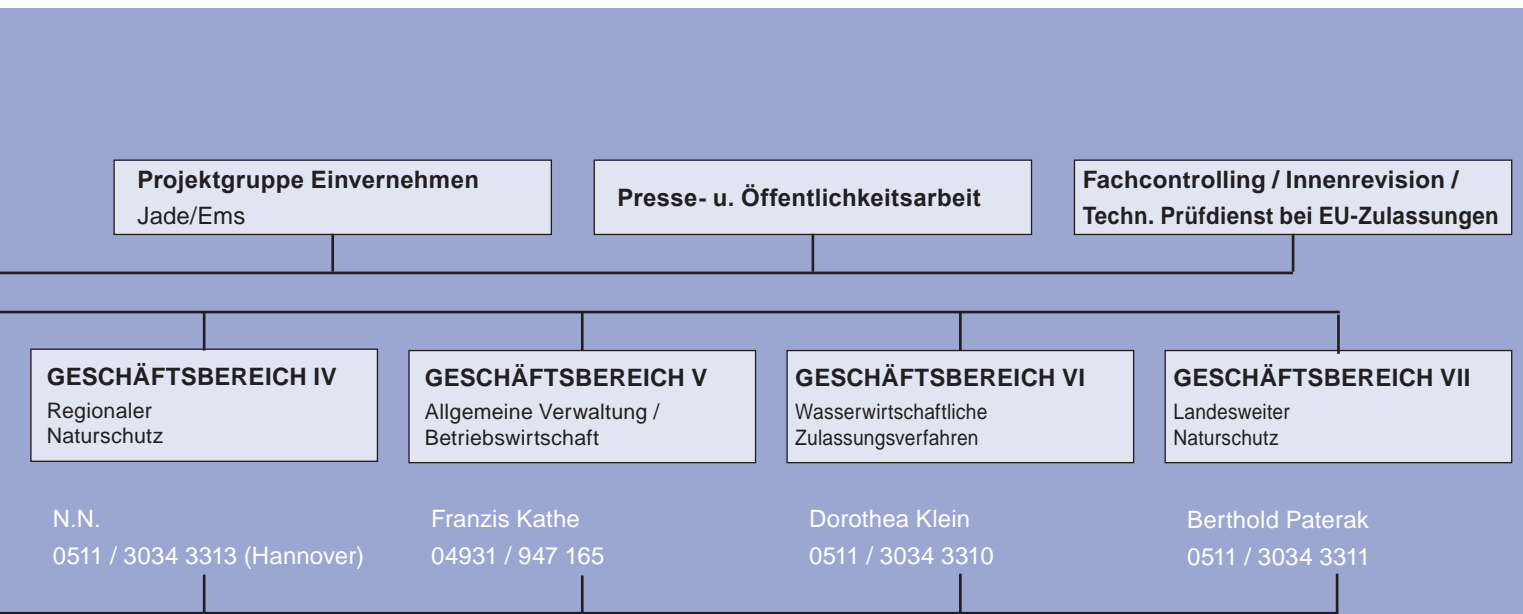 Projektgruppe Einvernehmen
Jade/Ems
Presse- u. Öffentlichkeitsarbeit
Fachcontrolling / Innenrevision /
Techn. Prüfdienst bei EU-Zulassungen
GESCHÄFTSBEREICH IV
Regionaler
Naturschutz
GESCHÄFTSBEREICH V
Allgemeine Verwaltung /
Betriebswirtschaft
GESCHÄFTSBEREICH VI
Wasserwirtschaftliche
Zulassungsverfahren
GESCHÄFTSBEREICH VII
Landesweiter
Naturschutz
N.N.
0511 / 3034 3313 (Hannover)
Franzis Kathe
04931 / 947 165
Dorothea Klein
0511 / 3034 3310
Berthold Paterak
0511 / 3034 3311